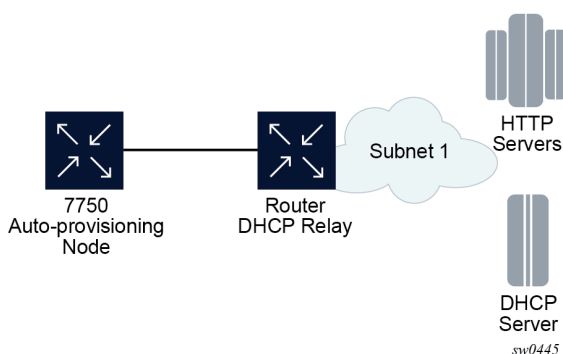 7750
Auto-provisioning
Node
Router
DHCP Relay
Subnet 1
HTTP
Servers
DHCP
Server
sw0445